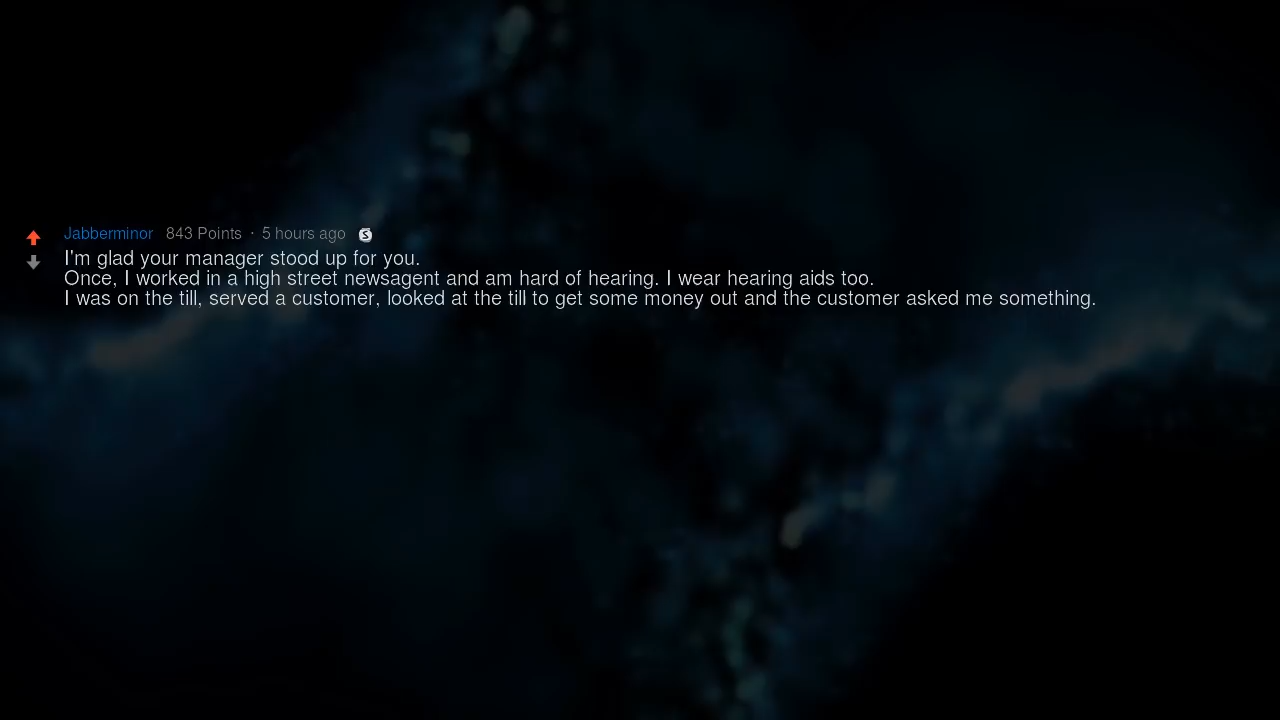 Jabberminor 843 Points · 5 hours ago
I'm glad your manager stood up for you.
Once, I worked in a high street newsagent and am hard of hearing. I wear hearing aids too.
I was on the till, served a customer, looked at the till to get some money out and the customer asked me something.